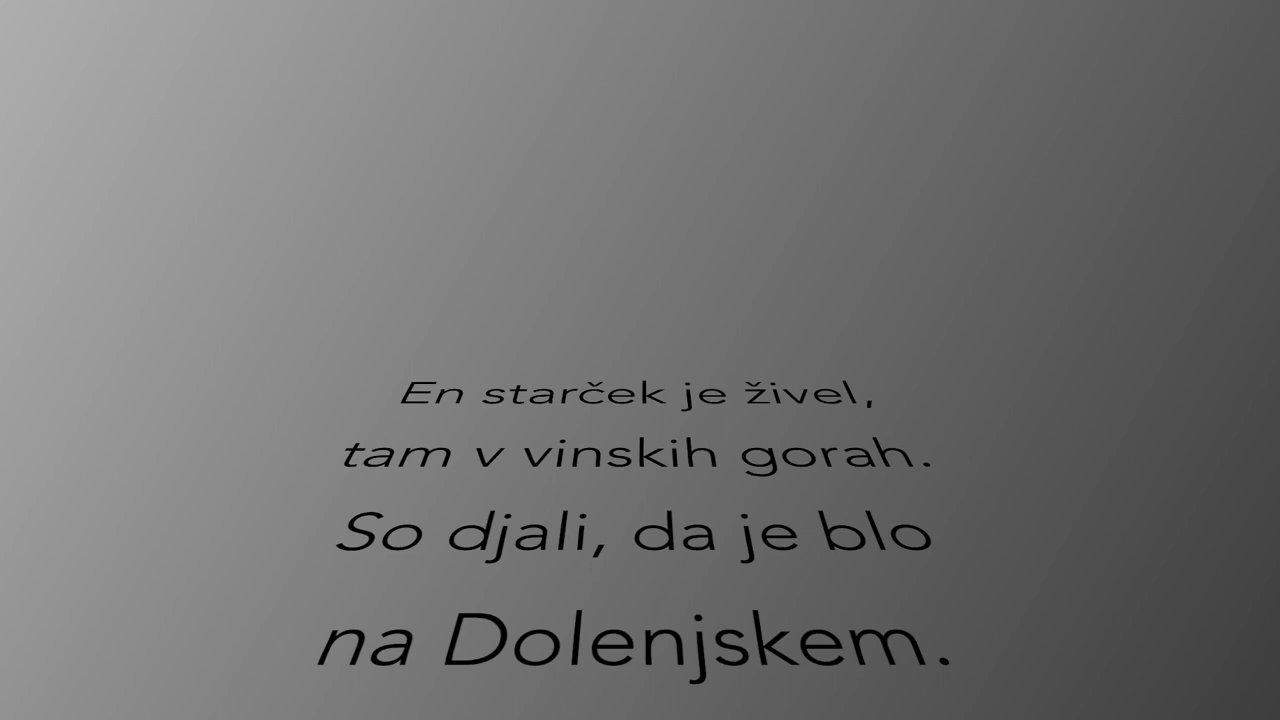 En starček je živel,
tam v vinskih gorah.
So djali, da je blo
na Dolenjskem.